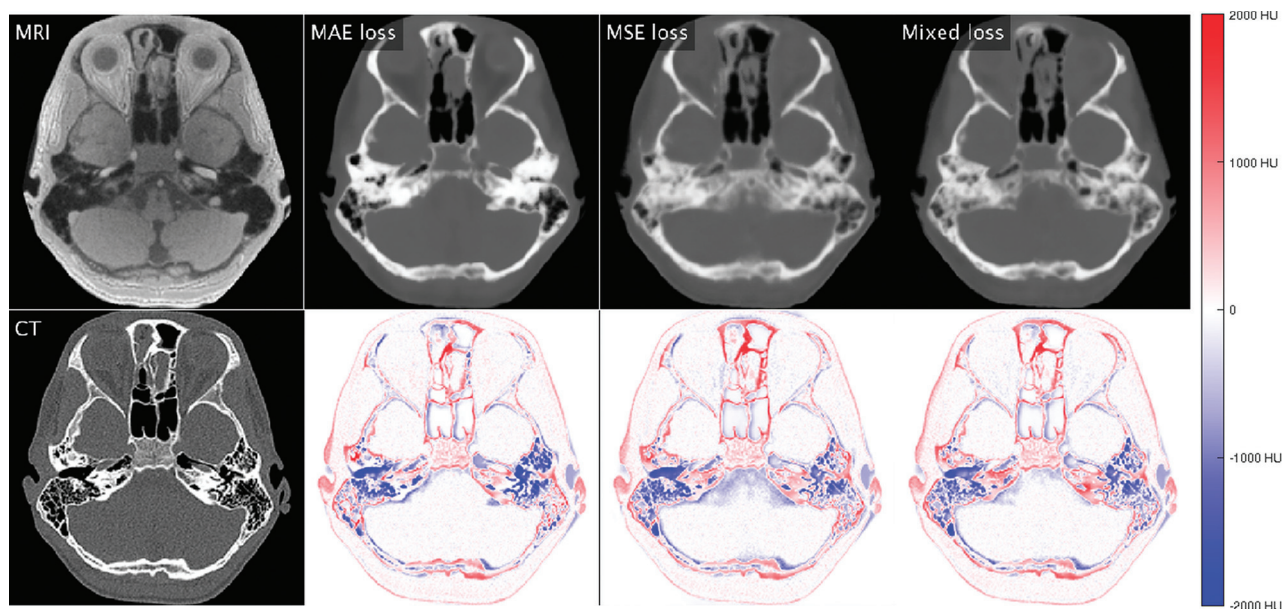 MRI
MAE loss
MSE loss
Mixed loss
2000 HU
1000 HU
0
CT
-1000 HU
-2000 HU